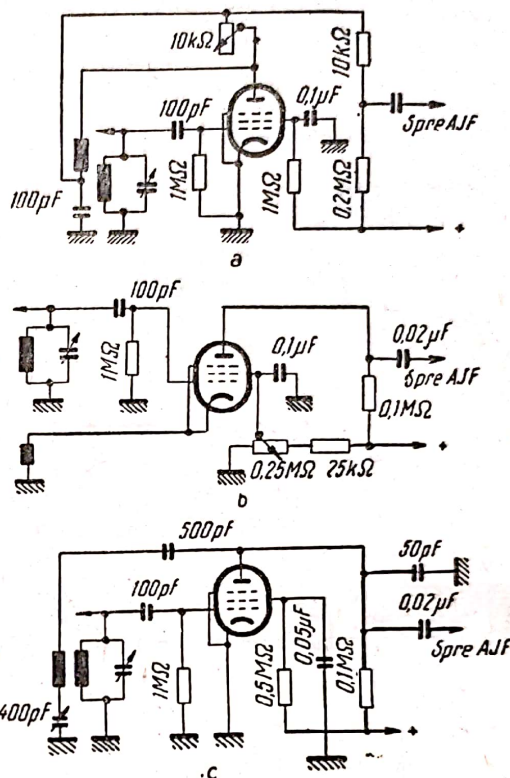 10kΩ
10kΩ
100pF
0,1µF
Spre AJF
1MΩ
1MΩ
0,2MΩ
100pF
+
a
100pF
0,02µF
1MΩ
0,1µF
Spre AJF
0,1MΩ
0,25MΩ
25kΩ
+
b
500pF
50pF
100pF
0,02µF
Spre AJF
1MΩ
0,5MΩ
0,05µF
0,1MΩ
400pF
+
c